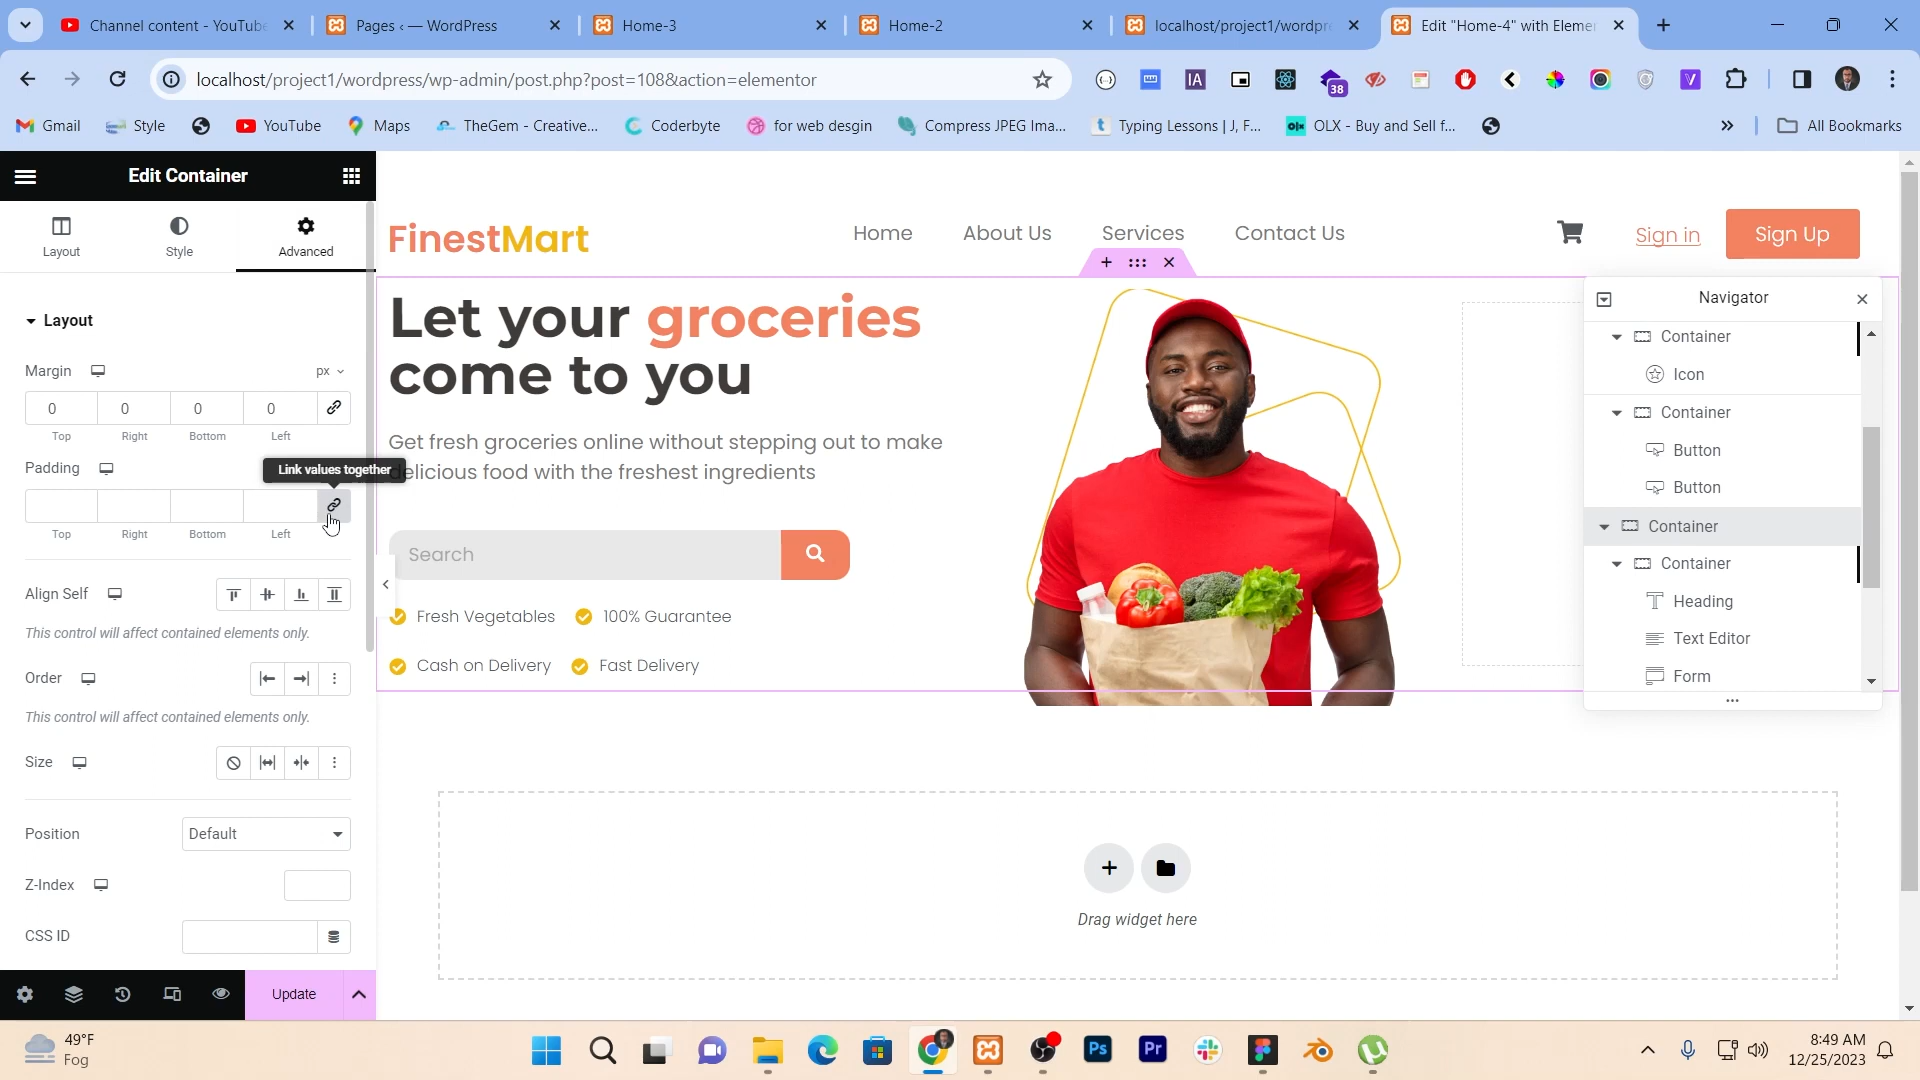 Channel content - YouTube
Pages ‹ — WordPress
Home-3
Home-2
localhost/project1/wordpr
Edit "Home-4" with Elemen
localhost/project1/wordpress/wp-admin/post.php?post=108&action=elementor
IA
38
V
Gmail
Style
YouTube
Maps
TheGem - Creative...
Coderbyte
for web desgin
Compress JPEG Ima...
Typing Lessons | J, F...
OLX - Buy and Sell f...
All Bookmarks
Edit Container
Layout
Style
Advanced
Layout
Margin
px
0
0
0
0
Top
Right
Bottom
Left
Padding
Link values together
Top
Right
Bottom
Left
Align Self
This control will affect contained elements only.
Order
This control will affect contained elements only.
Size
Position
Default
Z-Index
CSS ID
Update
FinestMart
Home
About Us
Services
Contact Us
Sign in
Sign Up
Let your groceries
come to you
Get fresh groceries online without stepping out to make
delicious food with the freshest ingredients
Search
Fresh Vegetables
100% Guarantee
Cash on Delivery
Fast Delivery
Drag widget here
Navigator
Container
Icon
Container
Button
Button
Container
Container
Heading
Text Editor
Form
49°F
Fog
Ps
Pr
8:49 AM
12/25/2023